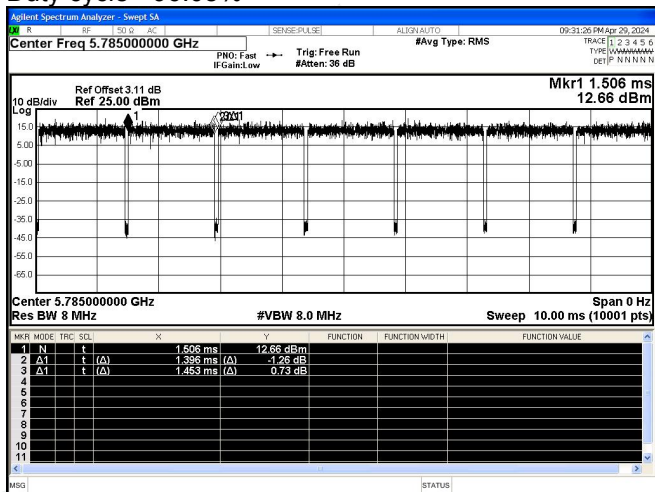 Agilent Spectrum Analyzer - Swept SA
LXI R RF 50 Ω AC SENSE:PULSE ALIGN AUTO 09:31:26 PM Apr 29, 2024
Center Freq 5.785000000 GHz #Avg Type: RMS TRACE 1 2 3 4 5 6
PNO: Fast Trig: Free Run TYPE
IFGain:Low #Atten: 36 dB DET P N N N N N
Ref Offset 3.11 dB Mkr1 1.506 ms
10 dB/div Ref 25.00 dBm 12.66 dBm
Log
1
15.0
5.00
-5.00
-15.0
-25.0
-35.0
-45.0
-55.0
-65.0
Center 5.785000000 GHz Span 0 Hz
Res BW 8 MHz #VBW 8.0 MHz Sweep 10.00 ms (10001 pts)
MKR MODE TRC SCL X Y FUNCTION FUNCTION WIDTH FUNCTION VALUE
1 N t 1.506 ms 12.66 dBm
2 Δ1 t (Δ) 1.396 ms (Δ) -1.26 dB
3 Δ1 t (Δ) 1.453 ms (Δ) 0.73 dB
4
5
6
7
8
9
10
11
MSG STATUS